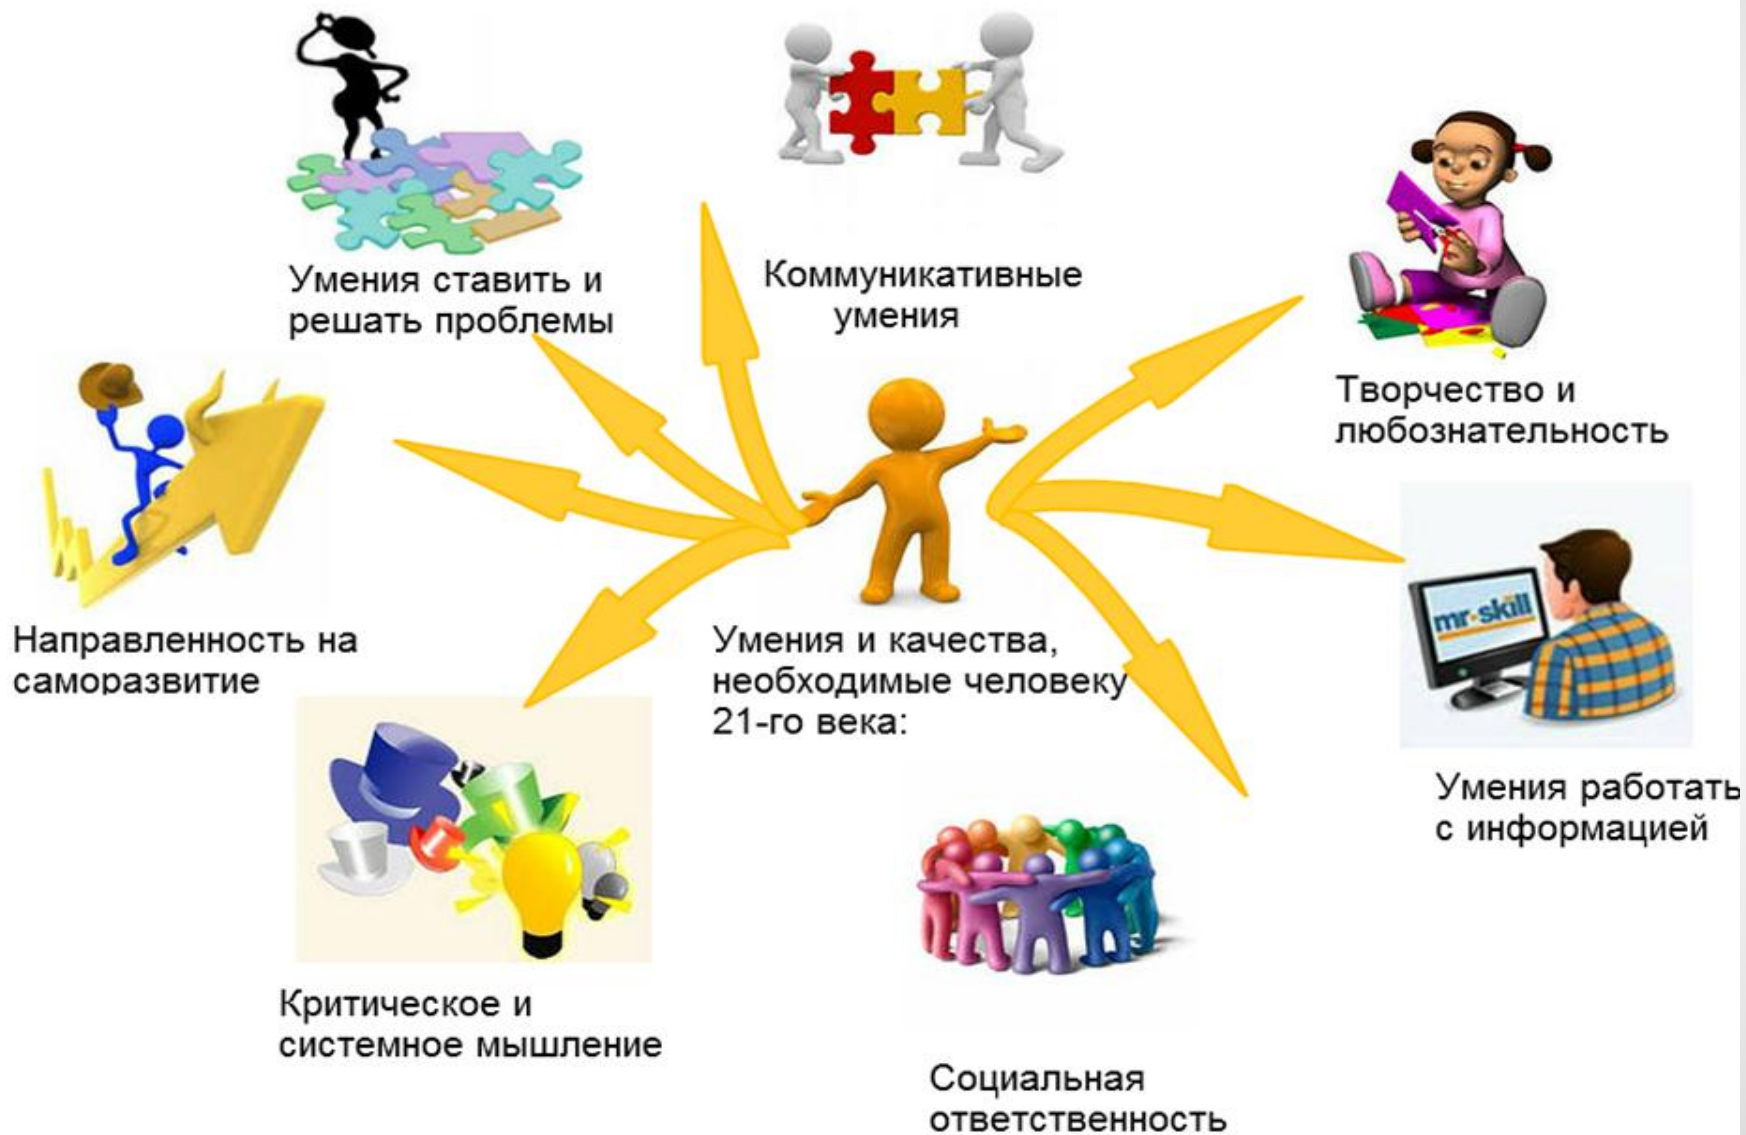 Умения ставить и
решать проблемы
Коммуникативные
умения
Творчество и
любознательность
Направленность на
саморазвитие
Умения и качества,
необходимые человеку
21-го века:
mr-skill
Умения работать
с информацией
Критическое и
системное мышление
Социальная
ответственность